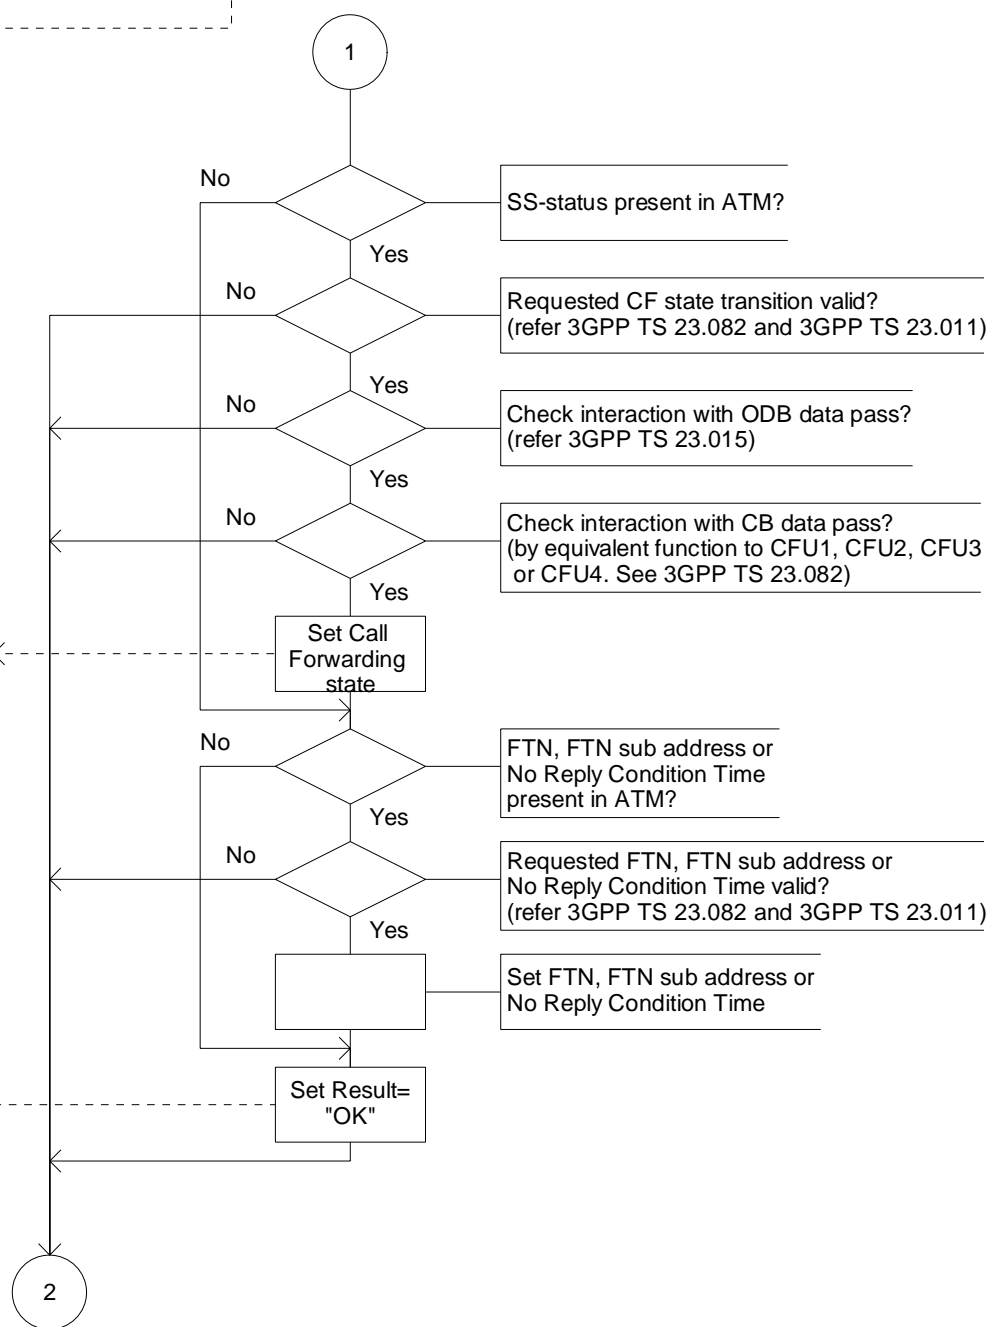 1
No
SS-status present in ATM?
Yes
No
Requested CF state transition valid?
(refer 3GPP TS 23.082 and 3GPP TS 23.011)
Yes
No
Check interaction with ODB data pass?
(refer 3GPP TS 23.015)
Yes
No
Check interaction with CB data pass?
(by equivalent function to CFU1, CFU2, CFU3
or CFU4. See 3GPP TS 23.082)
Yes
Set Call
Forwarding
state
No
FTN, FTN sub address or
No Reply Condition Time
present in ATM?
Yes
No
Requested FTN, FTN sub address or
No Reply Condition Time valid?
(refer 3GPP TS 23.082 and 3GPP TS 23.011)
Yes
Set FTN, FTN sub address or
No Reply Condition Time
Set Result=
"OK"
2